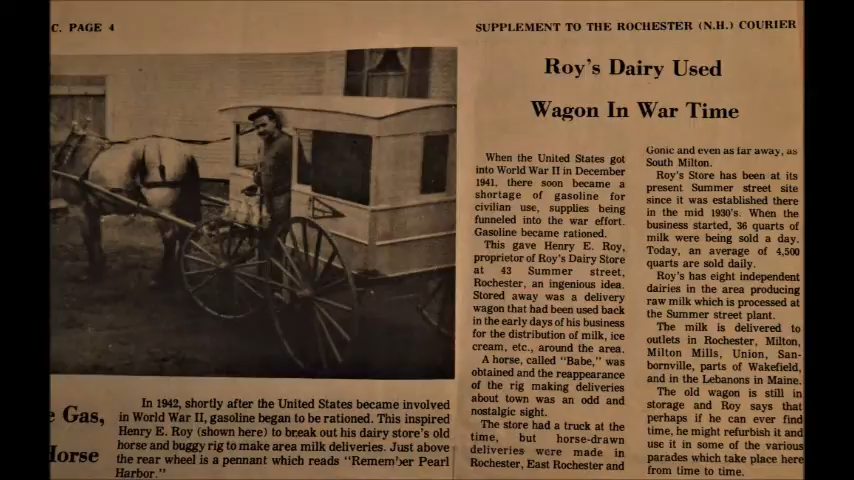 C. PAGE 4
SUPPLEMENT TO THE ROCHESTER (N.H.) COURIER
Roy's Dairy Used
Wagon In War Time
When the United States got
into World War II in December
1941, there soon became a
shortage of gasoline for
civilian use, supplies being
funneled into the war effort.
Gasoline became rationed.
This gave Henry E. Roy,
proprietor of Roy's Dairy Store
at 43 Summer street,
Rochester, an ingenious idea.
Stored away was a delivery
wagon that had been used back
in the early days of his business
for the distribution of milk, ice
cream, etc., around the area.
A horse, called "Babe," was
obtained and the reappearance
of the rig making deliveries
about town was an odd and
nostalgic sight.
The store had a truck at the
time, but horse-drawn
deliveries were made in
Rochester, East Rochester and
Gonic and even as far away, as
South Milton.
Roy's Store has been at its
present Summer street site
since it was established there
in the mid 1930's. When the
business started, 36 quarts of
milk were being sold a day.
Today, an average of 4,500
quarts are sold daily.
Roy's has eight independent
dairies in the area producing
raw milk which is processed at
the Summer street plant.
The milk is delivered to
outlets in Rochester, Milton,
Milton Mills, Union, San-
bornville, parts of Wakefield,
and in the Lebanons in Maine.
The old wagon is still in
storage and Roy says that
perhaps if he can ever find
time, he might refurbish it and
use it in some of the various
parades which take place here
from time to time.
e Gas,
Horse
In 1942, shortly after the United States became involved
in World War II, gasoline began to be rationed. This inspired
Henry E. Roy (shown here) to break out his dairy store's old
horse and buggy rig to make area milk deliveries. Just above
the rear wheel is a pennant which reads "Remember Pearl
Harbor."